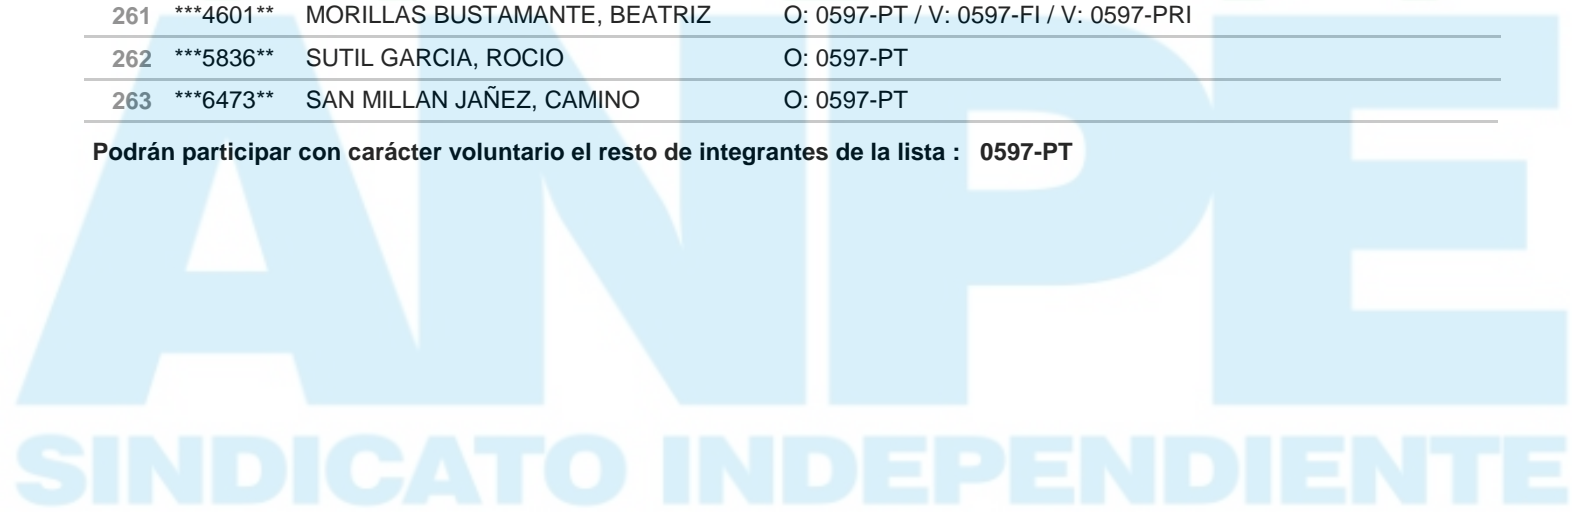 261 ***4601** MORILLAS BUSTAMANTE, BEATRIZ O: 0597-PT / V: 0597-FI / V: 0597-PRI
262 ***5836** SUTIL GARCIA, ROCIO O: 0597-PT
263 ***6473** SAN MILLAN JAÑEZ, CAMINO O: 0597-PT
Podrán participar con carácter voluntario el resto de integrantes de la lista : 0597-PT
ANPE
SINDICATO INDEPENDIENTE